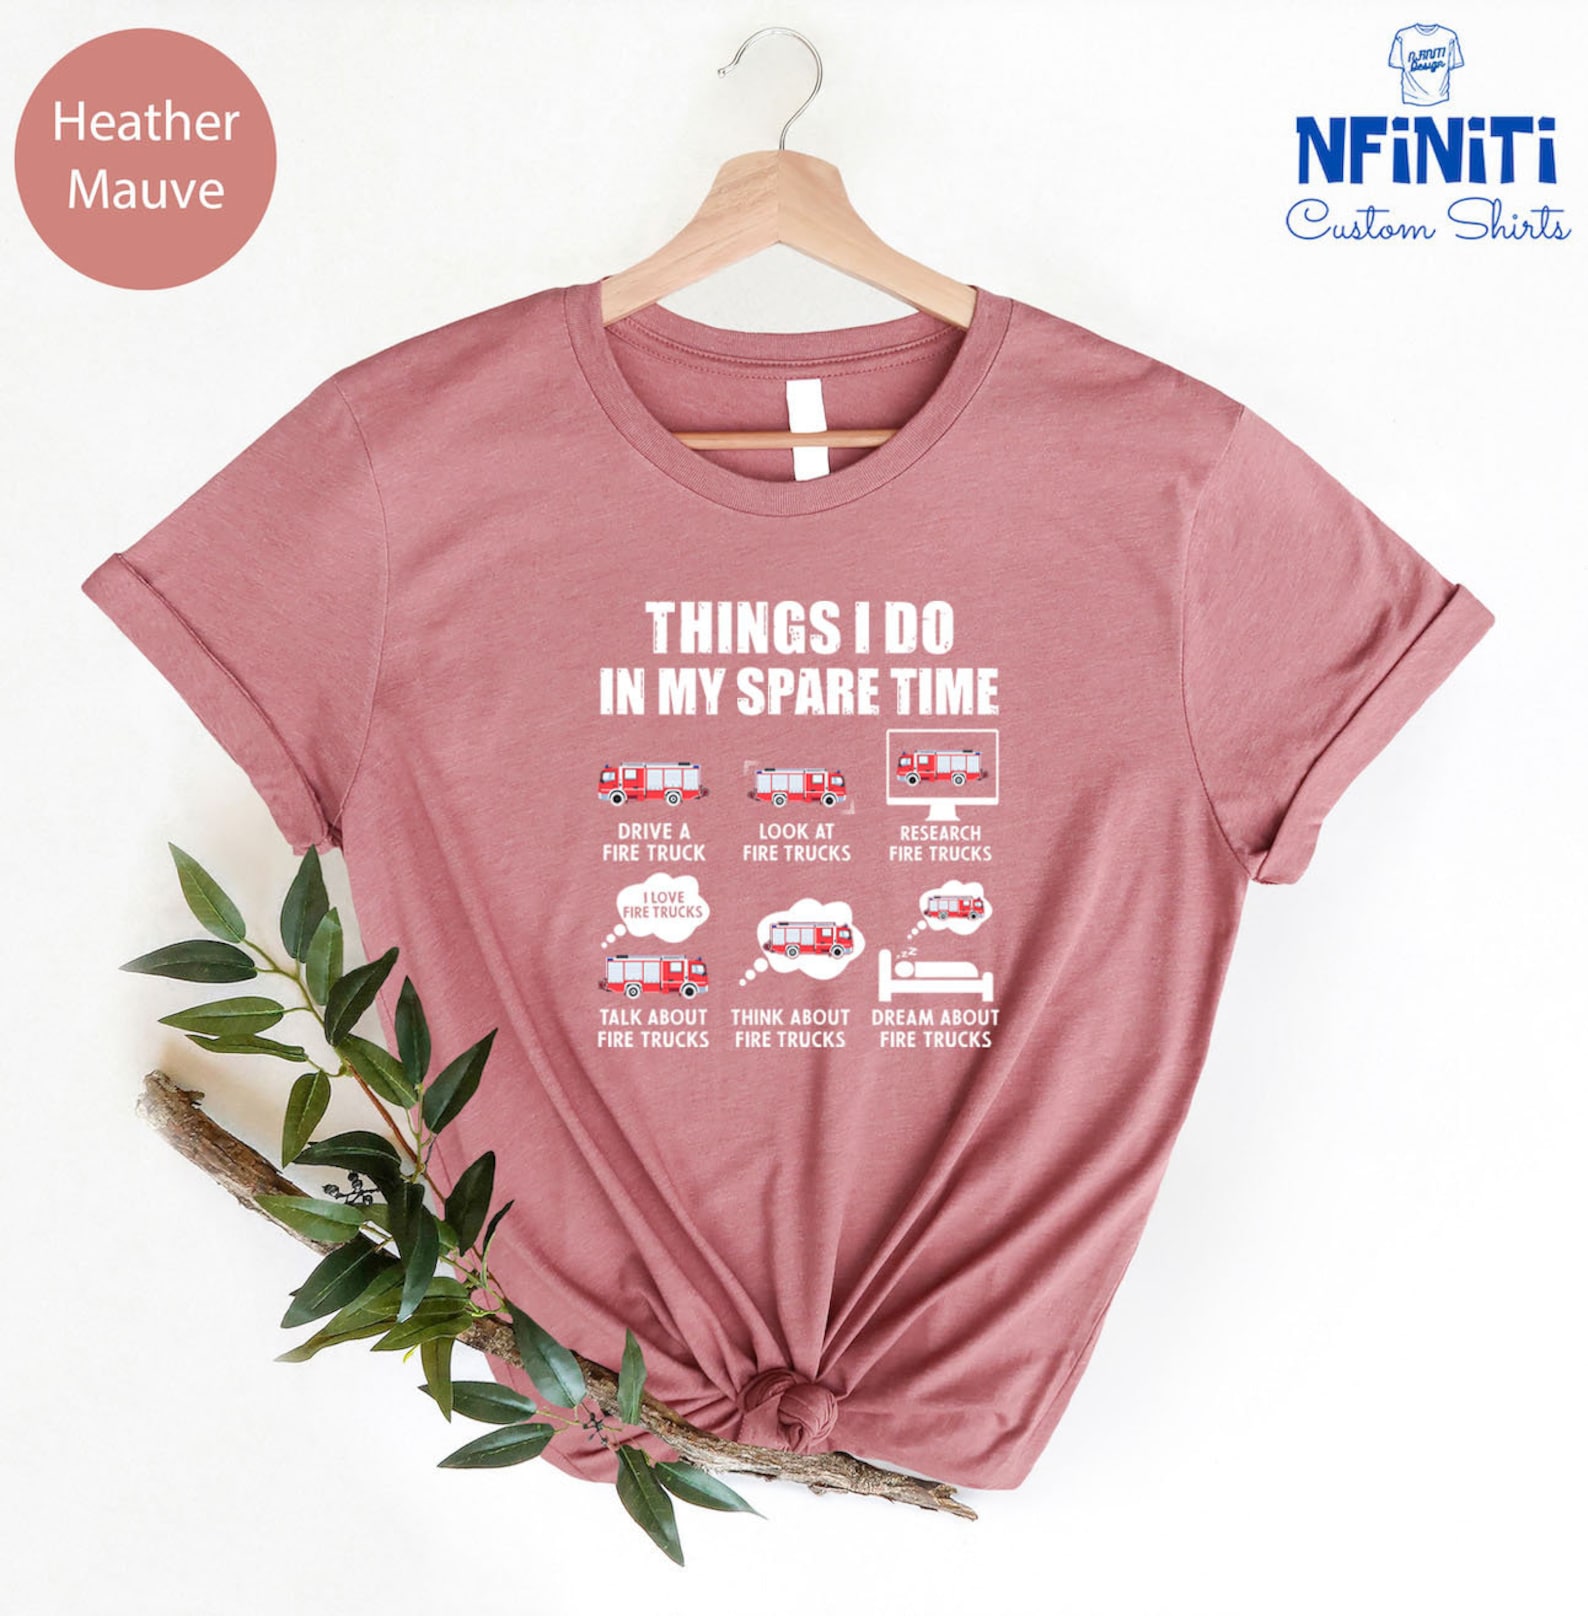 Heather
Mauve
NFiNiTi
Custom Shirts
THINGS I DO
IN MY SPARE TIME
DRIVE A
FIRE TRUCK
LOOK AT
FIRE TRUCKS
RESEARCH
FIRE TRUCKS
I LOVE
FIRE TRUCKS
TALK ABOUT
FIRE TRUCKS
THINK ABOUT
FIRE TRUCKS
zzZ
DREAM ABOUT
FIRE TRUCKS